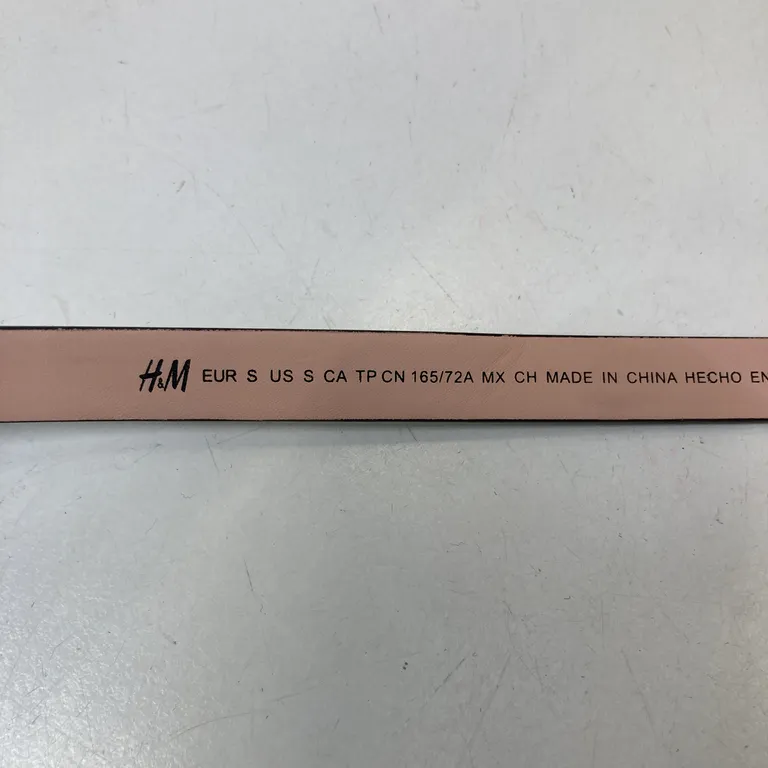 H&M EUR S US S CA TP CN 165/72A MX CH MADE IN CHINA HECHO EN